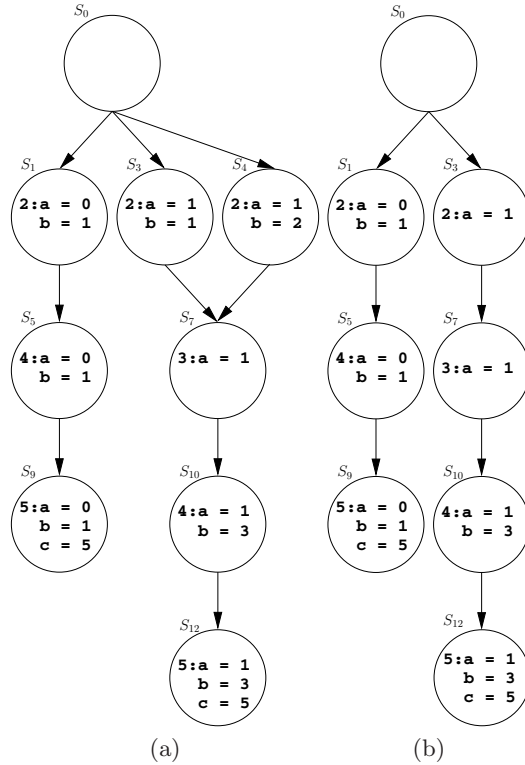 S0 S0
S1 S3 S4 S1 S3
2:a = 0 2:a = 1 2:a = 1 2:a = 0 2:a = 1
b = 1 b = 1 b = 2 b = 1
S5 S7 S5 S7
4:a = 0 3:a = 1 4:a = 0 3:a = 1
b = 1 b = 1
S9 S10 S9 S10
5:a = 0 4:a = 1 5:a = 0 4:a = 1
b = 1 b = 3 b = 1 b = 3
c = 5 c = 5
S12 S12
5:a = 1 5:a = 1
b = 3 b = 3
c = 5 c = 5
(a) (b)